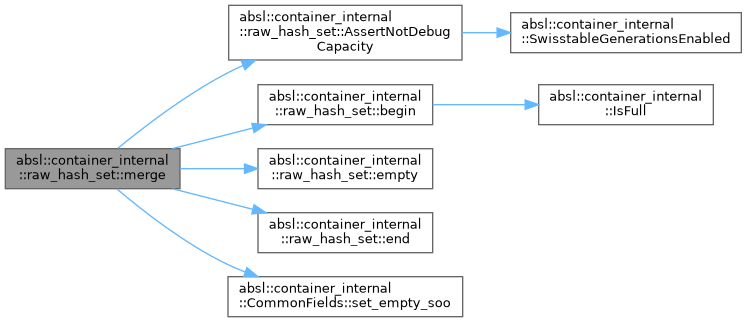 absl::container_internal
::raw_hash_set::merge
absl::container_internal
::raw_hash_set::AssertNotDebug
Capacity
absl::container_internal
::SwisstableGenerationsEnabled
absl::container_internal
::raw_hash_set::begin
absl::container_internal
::IsFull
absl::container_internal
::raw_hash_set::empty
absl::container_internal
::raw_hash_set::end
absl::container_internal
::CommonFields::set_empty_soo